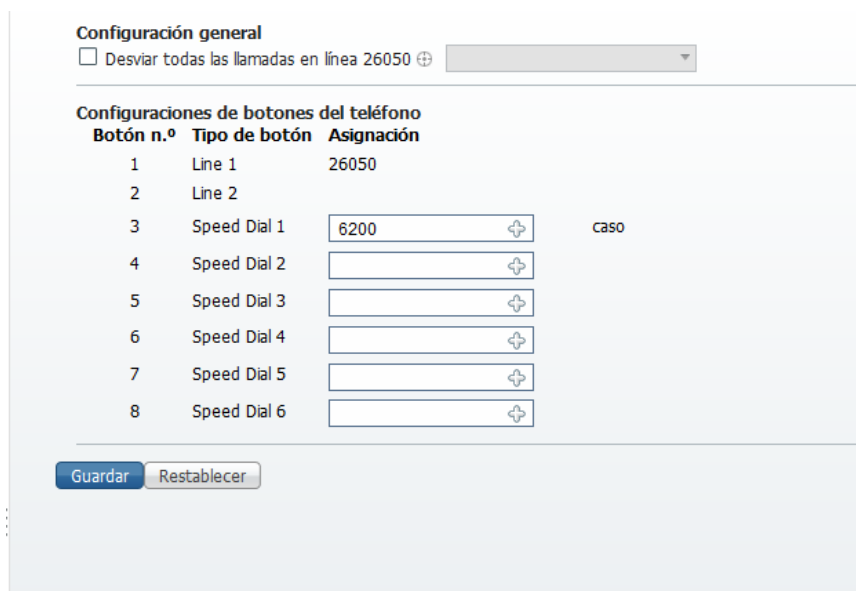 Configuración general
Desviar todas las llamadas en línea 26050
Configuraciones de botones del teléfono
Botón n.º Tipo de botón Asignación
1 Line 1 26050
2 Line 2
3 Speed Dial 1 6200 caso
4 Speed Dial 2
5 Speed Dial 3
6 Speed Dial 4
7 Speed Dial 5
8 Speed Dial 6
Guardar Restablecer